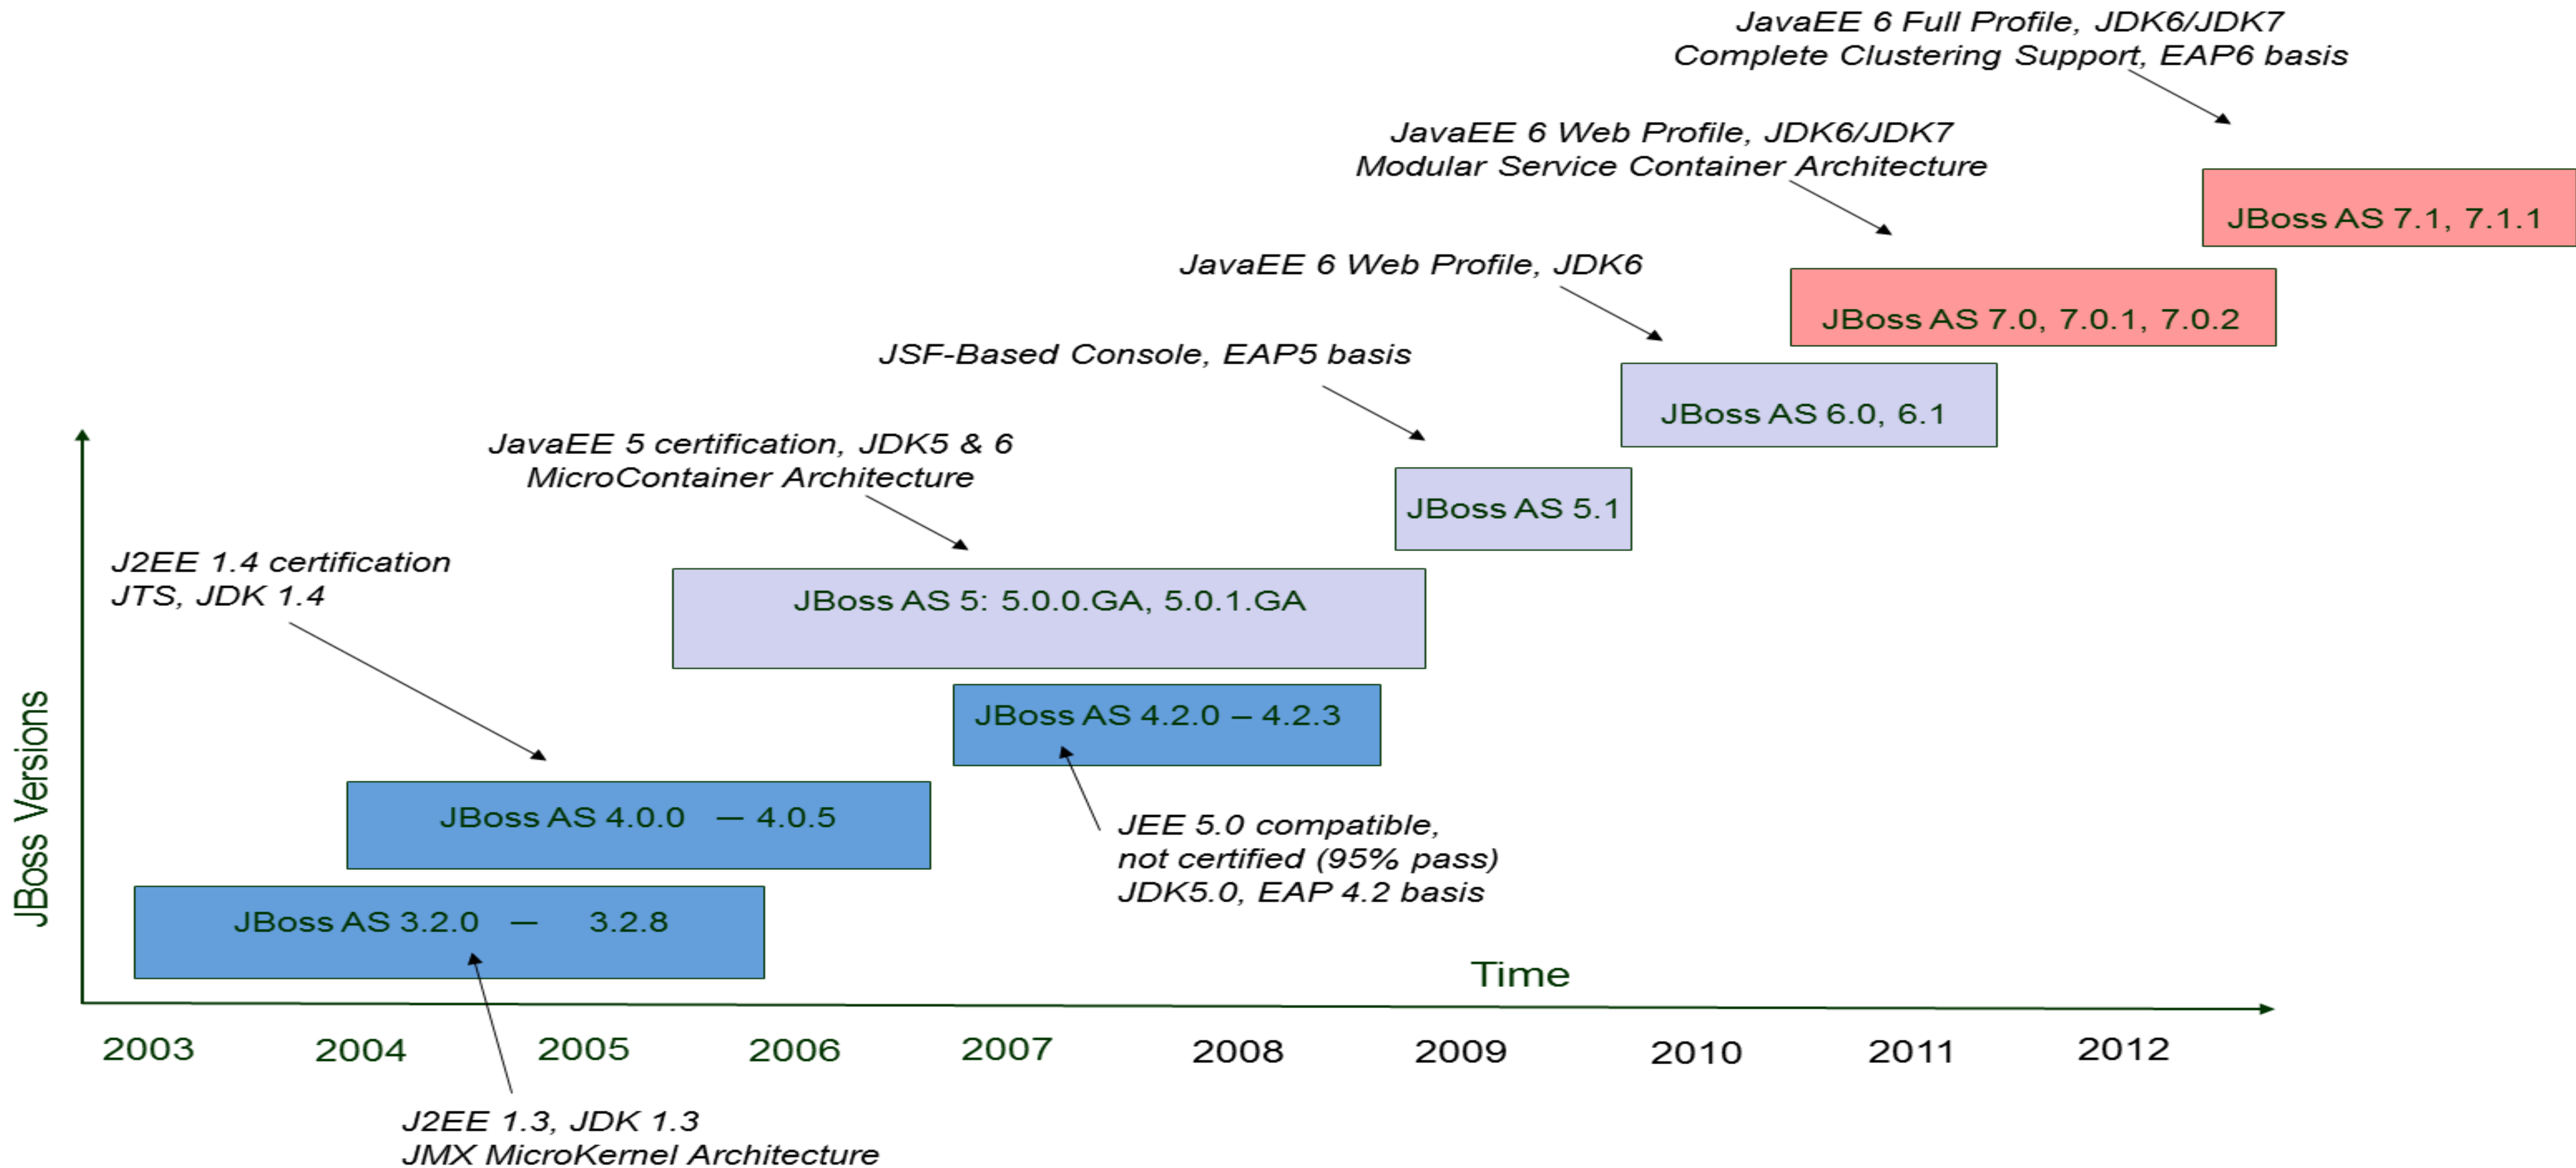 JavaEE 6 Full Profile, JDK6/JDK7
Complete Clustering Support, EAP6 basis
JavaEE 6 Web Profile, JDK6/JDK7
Modular Service Container Architecture
JBoss AS 7.1, 7.1.1
JavaEE 6 Web Profile, JDK6
JBoss AS 7.0, 7.0.1, 7.0.2
JSF-Based Console, EAP5 basis
JBoss AS 6.0, 6.1
JavaEE 5 certification, JDK5 & 6
MicroContainer Architecture
JBoss AS 5.1
J2EE 1.4 certification
JTS, JDK 1.4
JBoss AS 5: 5.0.0.GA, 5.0.1.GA
JBoss AS 4.2.0 – 4.2.3
JBoss AS 4.0.0 – 4.0.5
JEE 5.0 compatible,
not certified (95% pass)
JDK5.0, EAP 4.2 basis
JBoss AS 3.2.0 – 3.2.8
JBoss Versions
Time
2003 2004 2005 2006 2007 2008 2009 2010 2011 2012
J2EE 1.3, JDK 1.3
JMX MicroKernel Architecture